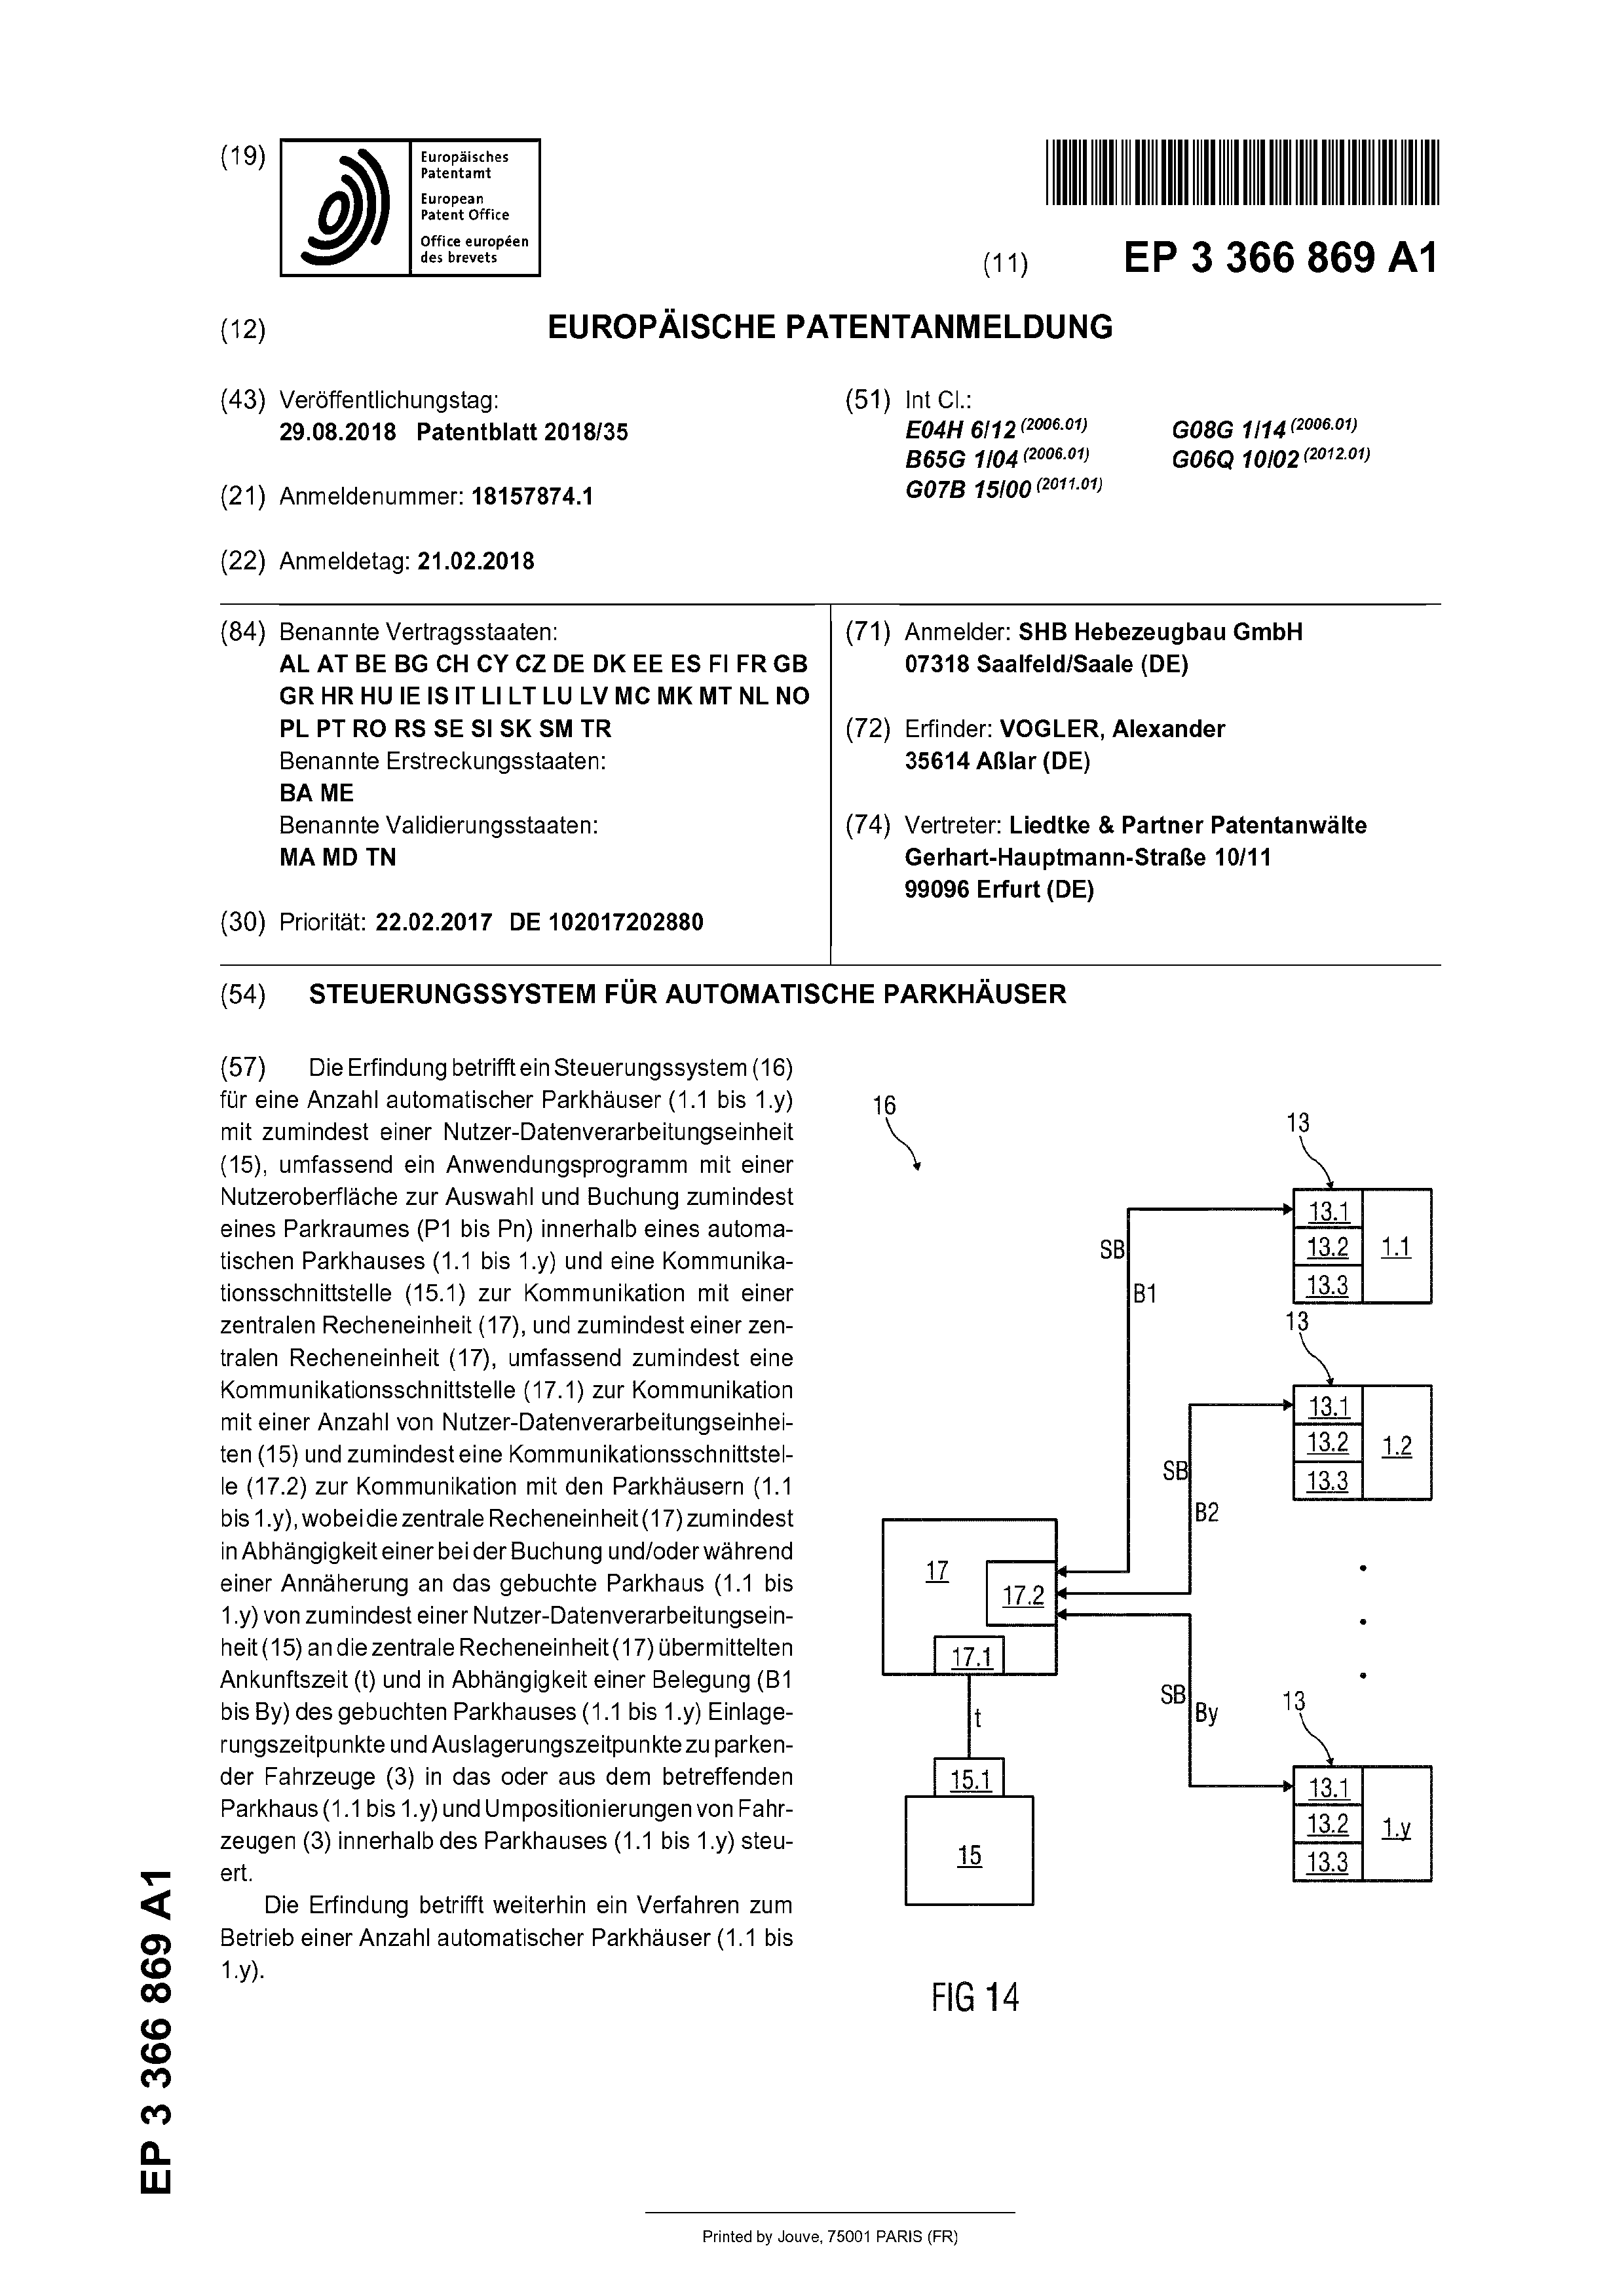 (19)
Europäisches
Patentamt
European
Patent Office
Office européen
des brevets
(11) EP 3 366 869 A1
(12) EUROPÄISCHE PATENTANMELDUNG
(43) Veröffentlichungstag:
29.08.2018 Patentblatt 2018/35
(21) Anmeldenummer: 18157874.1
(22) Anmeldetag: 21.02.2018
(51) Int Cl.:
E04H 6/12 (2006.01) G08G 1/14 (2006.01)
B65G 1/04 (2006.01) G06Q 10/02 (2012.01)
G07B 15/00 (2011.01)
(84) Benannte Vertragsstaaten:
AL AT BE BG CH CY CZ DE DK EE ES FI FR GB
GR HR HU IE IS IT LI LT LU LV MC MK MT NL NO
PL PT RO RS SE SI SK SM TR
Benannte Erstreckungsstaaten:
BA ME
Benannte Validierungsstaaten:
MA MD TN
(30) Priorität: 22.02.2017 DE 102017202880
(71) Anmelder: SHB Hebezeugbau GmbH
07318 Saalfeld/Saale (DE)
(72) Erfinder: VOGLER, Alexander
35614 Aßlar (DE)
(74) Vertreter: Liedtke & Partner Patentanwälte
Gerhart-Hauptmann-Straße 10/11
99096 Erfurt (DE)
(54) STEUERUNGSSYSTEM FÜR AUTOMATISCHE PARKHÄUSER
(57) Die Erfindung betrifft ein Steuerungssystem (16)
für eine Anzahl automatischer Parkhäuser (1.1 bis 1.y)
mit zumindest einer Nutzer-Datenverarbeitungseinheit
(15), umfassend ein Anwendungsprogramm mit einer
Nutzeroberfläche zur Auswahl und Buchung zumindest
eines Parkraumes (P1 bis Pn) innerhalb eines automa-
tischen Parkhauses (1.1 bis 1.y) und eine Kommunika-
tionsschnittstelle (15.1) zur Kommunikation mit einer
zentralen Recheneinheit (17), und zumindest einer zen-
tralen Recheneinheit (17), umfassend zumindest eine
Kommunikationsschnittstelle (17.1) zur Kommunikation
mit einer Anzahl von Nutzer-Datenverarbeitungseinhei-
ten (15) und zumindest eine Kommunikationsschnittstel-
le (17.2) zur Kommunikation mit den Parkhäusern (1.1
bis 1.y), wobei die zentrale Recheneinheit (17) zumindest
in Abhängigkeit einer bei der Buchung und/oder während
einer Annäherung an das gebuchte Parkhaus (1.1 bis
1.y) von zumindest einer Nutzer-Datenverarbeitungsein-
heit (15) an die zentrale Recheneinheit (17) übermittelten
Ankunftszeit (t) und in Abhängigkeit einer Belegung (B1
bis By) des gebuchten Parkhauses (1.1 bis 1.y) Einlage-
rungszeitpunkte und Auslagerungszeitpunkte zu parken-
der Fahrzeuge (3) in das oder aus dem betreffenden
Parkhaus (1.1 bis 1.y) und Umpositionierungen von Fahr-
zeugen (3) innerhalb des Parkhauses (1.1 bis 1.y) steu-
ert.
Die Erfindung betrifft weiterhin ein Verfahren zum
Betrieb einer Anzahl automatischer Parkhäuser (1.1 bis
1.y).
16
13
13.1
13.2
13.3
1.1
SB
B1
13
13.1
13.2
13.3
1.2
SB
B2
17
17.2
17.1
t
15.1
15
SB
By
13
13.1
13.2
13.3
1.y
FIG 14
EP 3 366 869 A1
Printed by Jouve, 75001 PARIS (FR)